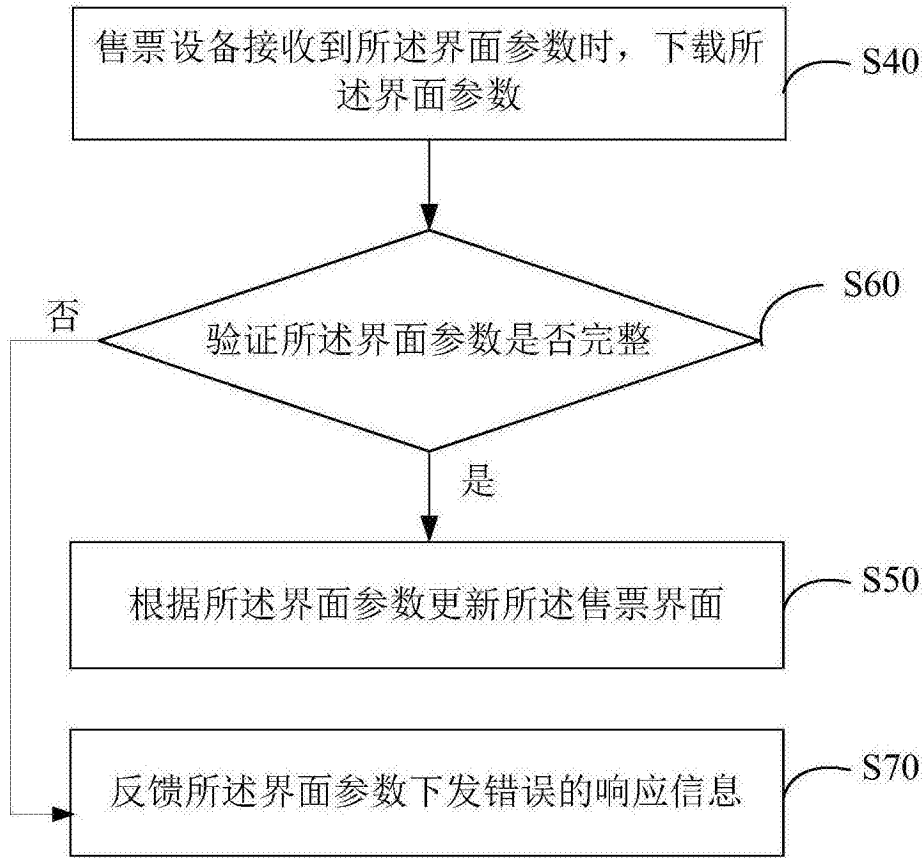 售票设备接收到所述界面参数时，下载所
述界面参数
S40
S60
否
验证所述界面参数是否完整
是
S50
根据所述界面参数更新所述售票界面
S70
反馈所述界面参数下发错误的响应信息